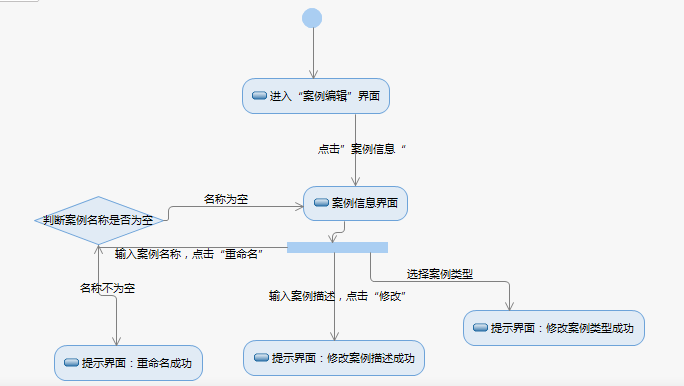 进入“案例编辑”界面
点击”案例信息“
名称为空
案例信息界面
判断案例名称是否为空
输入案例名称，点击“重命名”
选择案例类型
名称不为空
输入案例描述，点击“修改”
提示界面：修改案例类型成功
提示界面：重命名成功
提示界面：修改案例描述成功